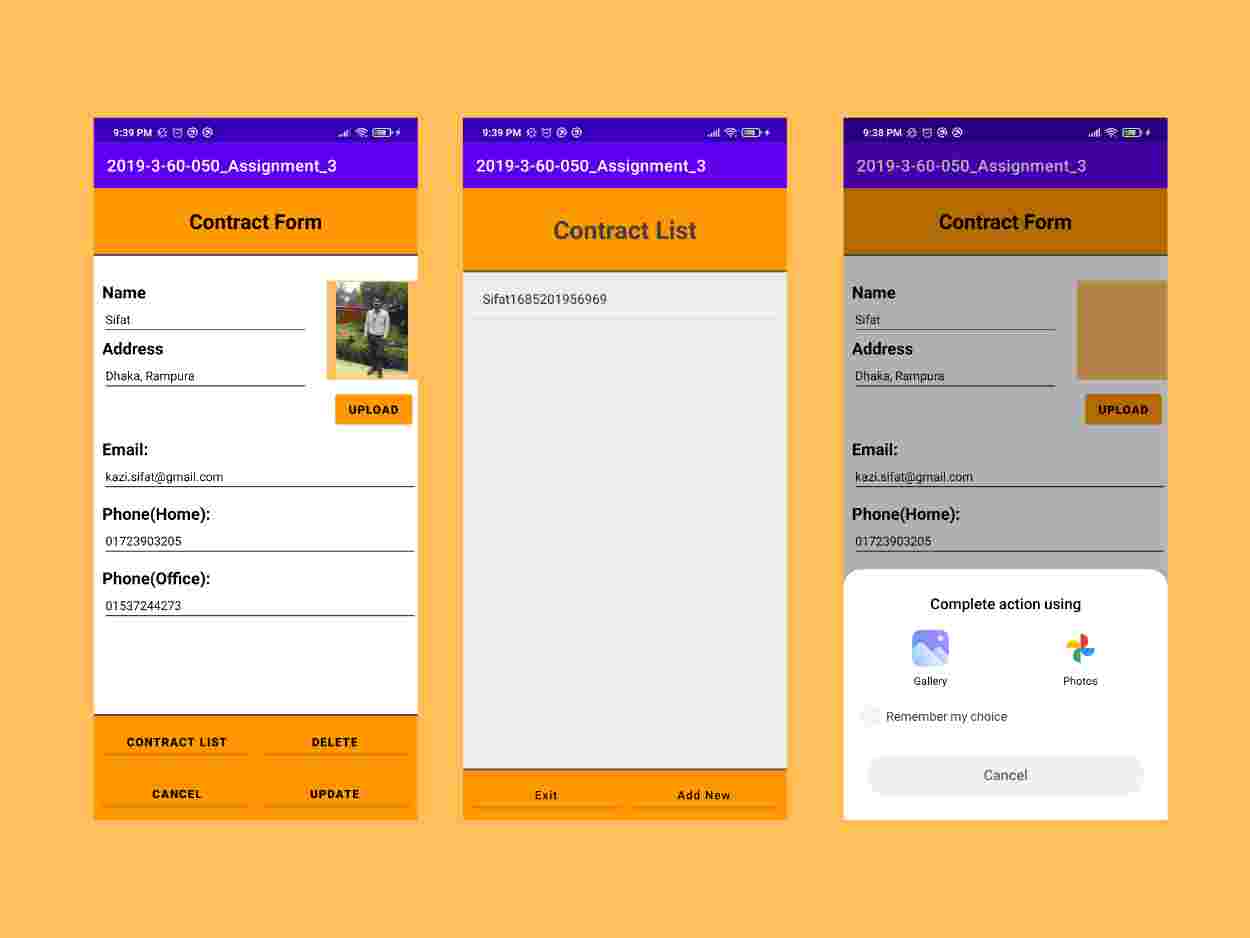 9:39 PM
2019-3-60-050_Assignment_3
Contract Form
Name
Sifat
Address
Dhaka, Rampura
UPLOAD
Email:
kazi.sifat@gmail.com
Phone(Home):
01723903205
Phone(Office):
01537244273
CONTRACT LIST
DELETE
CANCEL
UPDATE
9:39 PM
2019-3-60-050_Assignment_3
Contract List
Sifat1685201956969
Exit
Add New
9:38 PM
2019-3-60-050_Assignment_3
Contract Form
Name
Sifat
Address
Dhaka, Rampura
UPLOAD
Email:
kazi.sifat@gmail.com
Phone(Home):
01723903205
Complete action using
Gallery
Photos
Remember my choice
Cancel